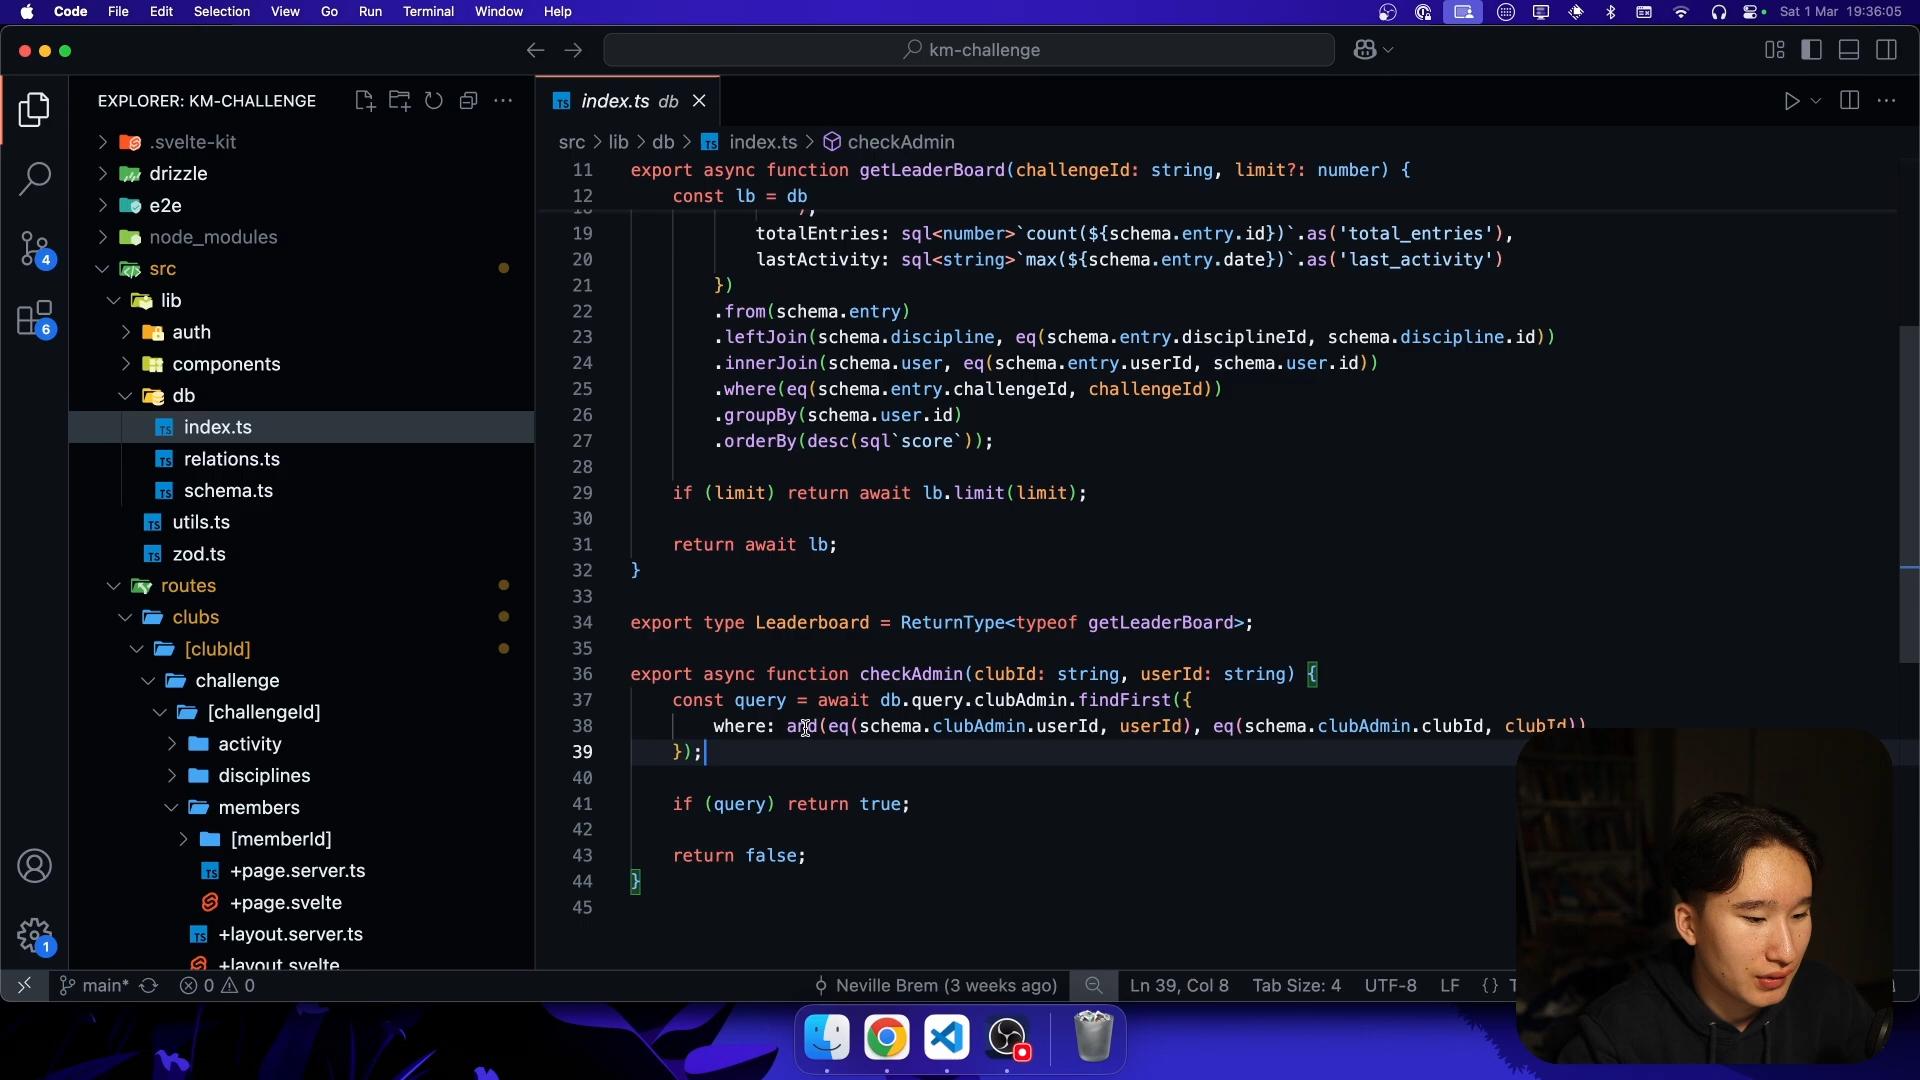 Code File Edit Selection View Go Run Terminal Window Help Sat 1 Mar 19:36:05
km-challenge
EXPLORER: KM-CHALLENGE
.svelte-kit
drizzle
e2e
node_modules
src
lib
auth
components
db
index.ts
relations.ts
schema.ts
utils.ts
zod.ts
routes
clubs
[clubId]
challenge
[challengeId]
activity
disciplines
members
[memberId]
+page.server.ts
+page.svelte
+layout.server.ts
+layout.svelte
4
6
1
index.ts db
src > lib > db > index.ts > checkAdmin
11 export async function getLeaderBoard(challengeId: string, limit?: number) {
12 const lb = db
18 ),
19 totalEntries: sql<number>`count(${schema.entry.id})`.as('total_entries'),
20 lastActivity: sql<string>`max(${schema.entry.date})`.as('last_activity')
21 })
22 .from(schema.entry)
23 .leftJoin(schema.discipline, eq(schema.entry.disciplineId, schema.discipline.id))
24 .innerJoin(schema.user, eq(schema.entry.userId, schema.user.id))
25 .where(eq(schema.entry.challengeId, challengeId))
26 .groupBy(schema.user.id)
27 .orderBy(desc(sql`score`));
28
29 if (limit) return await lb.limit(limit);
30
31 return await lb;
32 }
33
34 export type Leaderboard = ReturnType<typeof getLeaderBoard>;
35
36 export async function checkAdmin(clubId: string, userId: string) {
37 const query = await db.query.clubAdmin.findFirst({
38 where: and(eq(schema.clubAdmin.userId, userId), eq(schema.clubAdmin.clubId, clubId))
39 });
40
41 if (query) return true;
42
43 return false;
44 }
45
main* 0 0 Neville Brem (3 weeks ago) Ln 39, Col 8 Tab Size: 4 UTF-8 LF {}